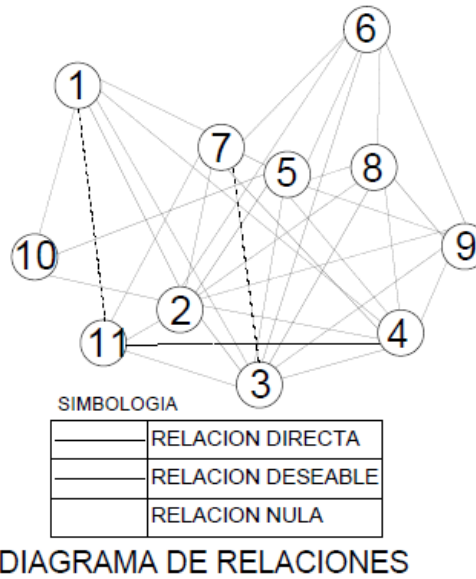 6
1
7
5
8
9
10
2
4
11
3
SIMBOLOGIA
RELACION DIRECTA
RELACION DESEABLE
RELACION NULA
DIAGRAMA DE RELACIONES